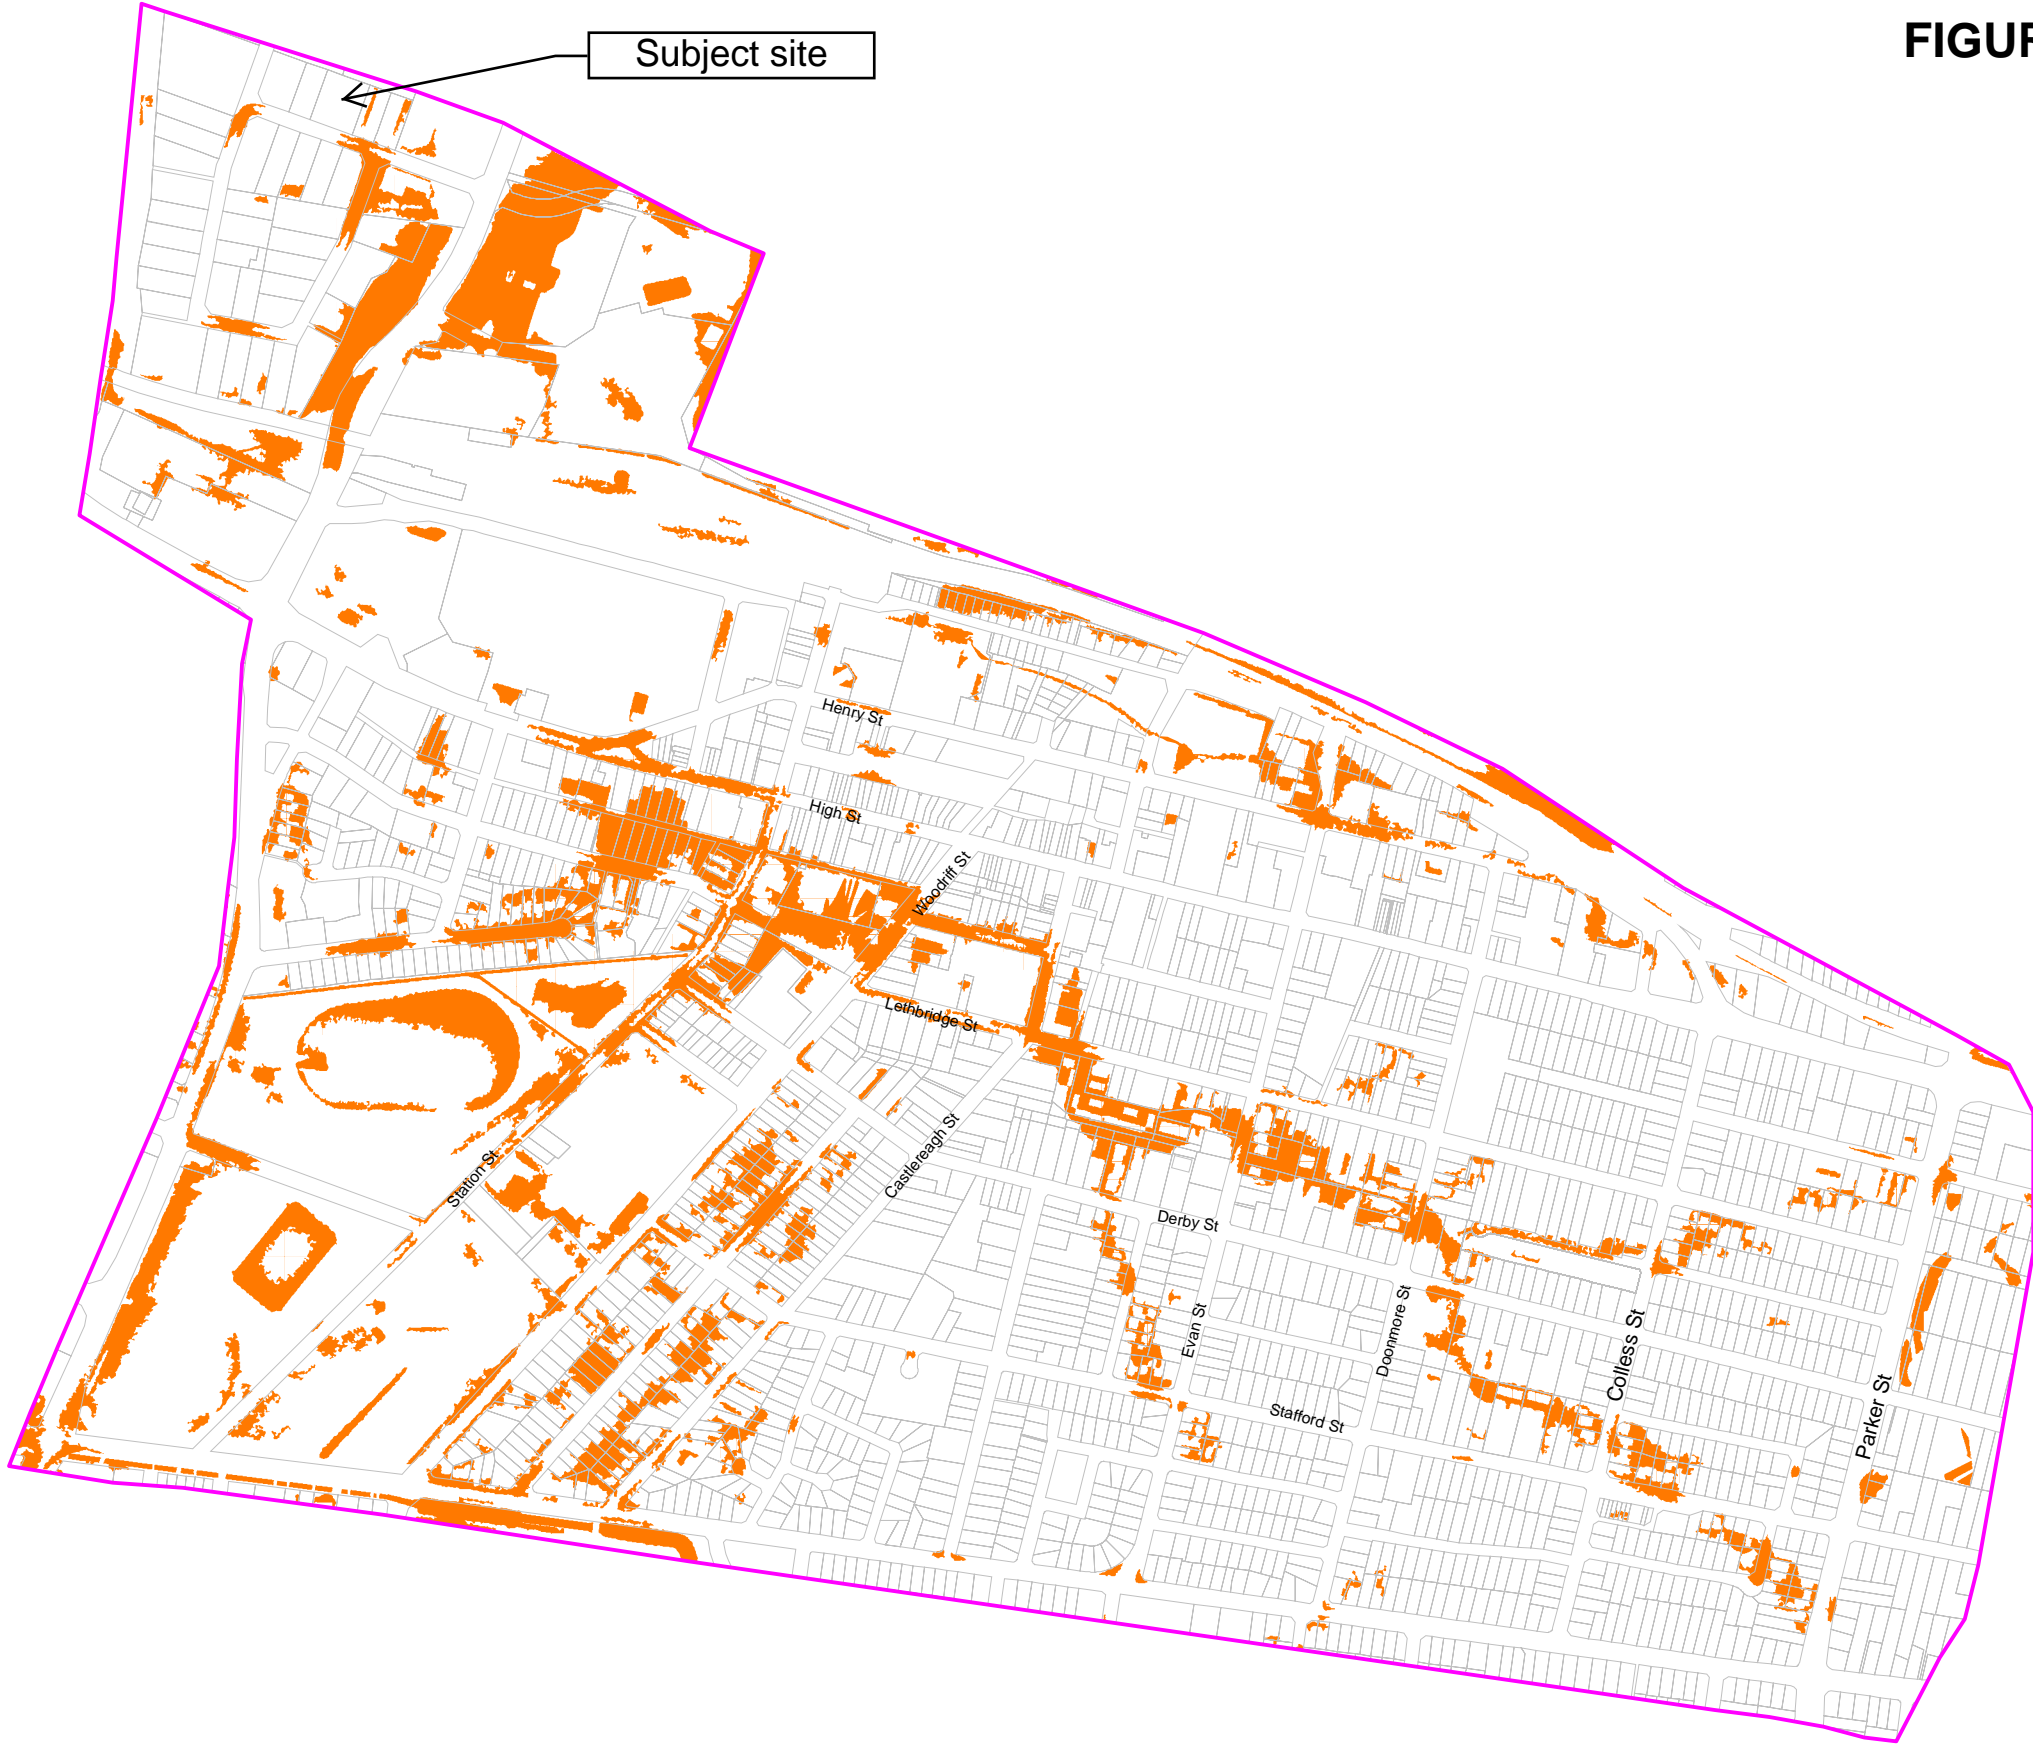 FIGUR
Subject site
Henry St
High St
Woodriff St
Lethbridge St
Castlereagh St
Station St
Derby St
Evan St
Doonmore St
Colless St
Stafford St
Parker St